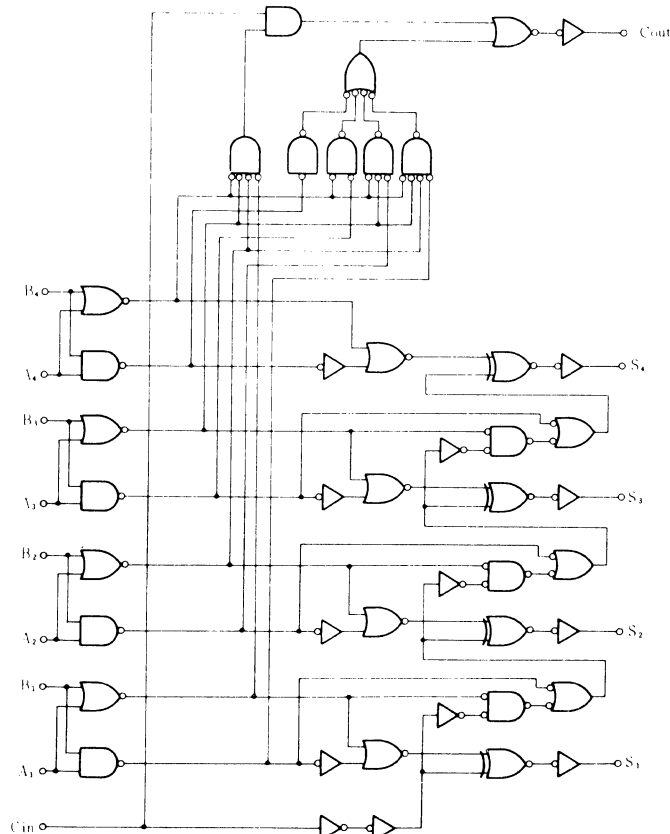 Cout
B₄
S₄
A₄
B₃
A₃
S₃
B₂
S₂
A₂
B₁
S₁
A₁
Cin